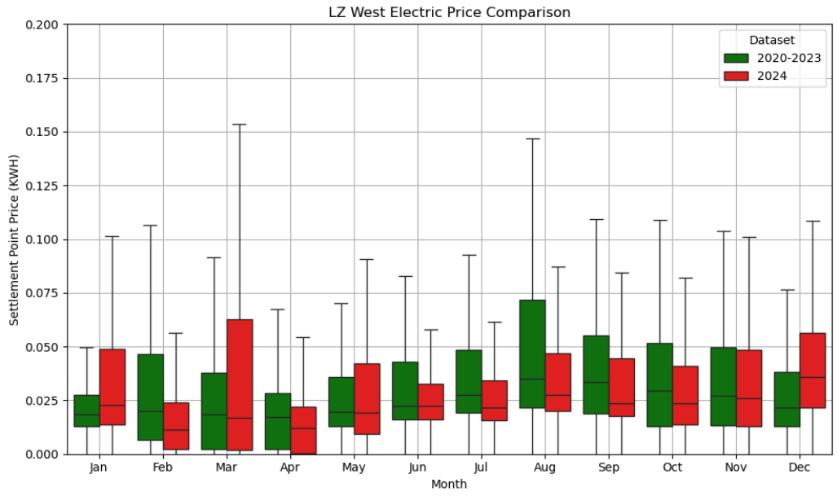 LZ West Electric Price Comparison
Dataset
2020-2023
2024
Settlement Point Price (KWH)
0.200
0.175
0.150
0.125
0.100
0.075
0.050
0.025
0.000
Jan Feb Mar Apr May Jun Jul Aug Sep Oct Nov Dec
Month